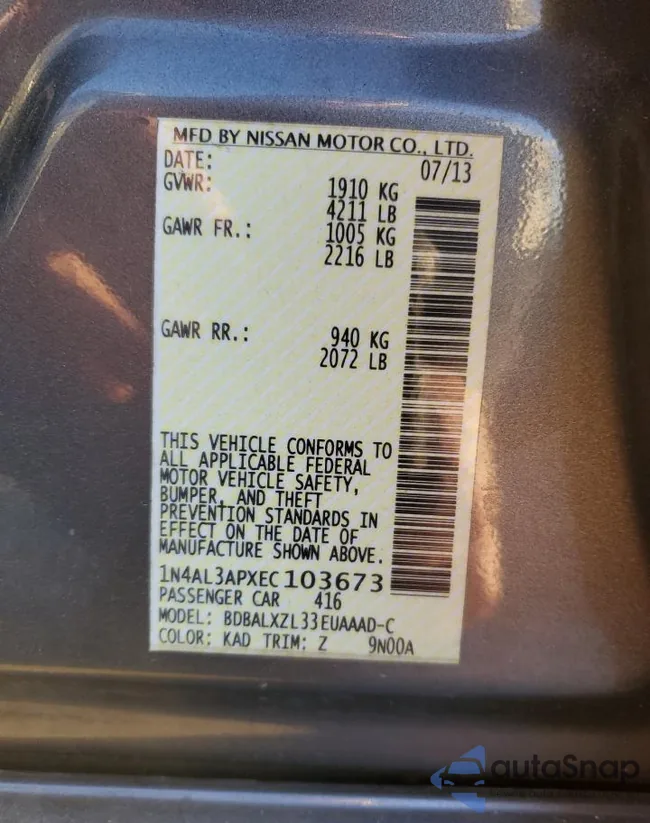 MFD BY NISSAN MOTOR CO., LTD.
DATE: 07/13
GVWR: 1910 KG
4211 LB
GAWR FR.: 1005 KG
2216 LB
GAWR RR.: 940 KG
2072 LB
THIS VEHICLE CONFORMS TO
ALL APPLICABLE FEDERAL
MOTOR VEHICLE SAFETY,
BUMPER, AND THEFT
PREVENTION STANDARDS IN
EFFECT ON THE DATE OF
MANUFACTURE SHOWN ABOVE.
1N4AL3APXEC103673
PASSENGER CAR 416
MODEL: BDBALXZL33EUAAAD-C
COLOR: KAD TRIM: Z 9N00A
autaSnap